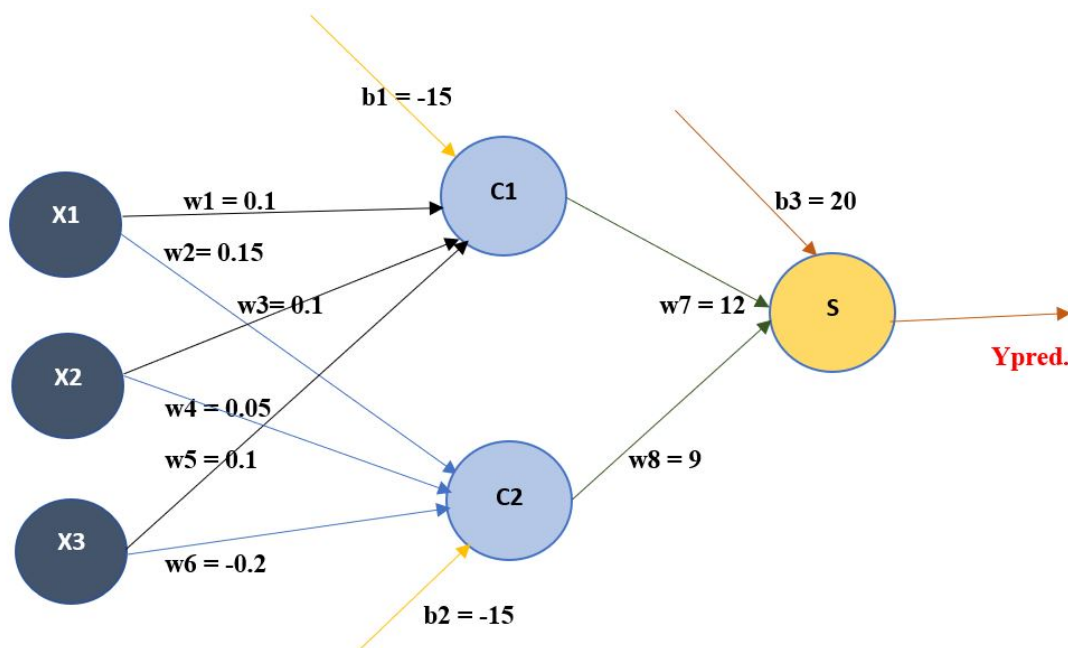 b1 = -15
C1
X1
w1 = 0.1
b3 = 20
w2= 0.15
w3= 0.1
w7 = 12
S
Ypred.
X2
w4 = 0.05
w5 = 0.1
w8 = 9
C2
X3
w6 = -0.2
b2 = -15